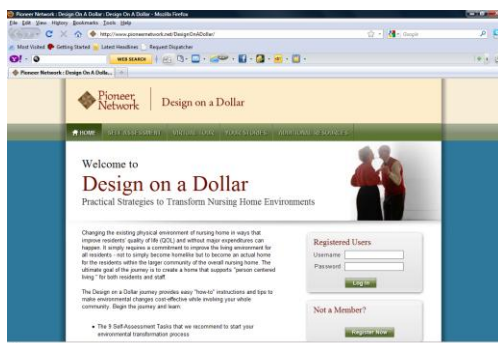 Pioneer Network : Design On A Dollar : Design On A Dollar - Mozilla Firefox
File Edit View History Bookmarks Tools Help
http://www.pioneernetwork.net/DesignOnADollar/
Google
Most Visited Getting Started Latest Headlines Request Dispatcher
WEB SEARCH
Pioneer Network : Design On A Dolla...
Pioneer Network
Design on a Dollar
HOME SELF-ASSESSMENT VIRTUAL TOUR YOUR STORIES ADDITIONAL RESOURCES
Welcome to
Design on a Dollar
Practical Strategies to Transform Nursing Home Environments
Changing the existing physical environment of nursing home in ways that
improve residents' quality of life (QOL) and without major expenditures can
happen. It simply requires a commitment to improve the living environment for
all residents - not to simply become homelike but to become an actual home
for the residents within the larger community of the overall nursing home. The
ultimate goal of the journey is to create a home that supports "person centered
living " for both residents and staff.
The Design on a Dollar journey provides easy "how-to" instructions and tips to
make environmental changes cost-effective while involving your whole
community. Begin the journey and learn:
• The 9 Self-Assessment Tasks that we recommend to start your
environmental transformation process
Registered Users
Username
Password
Log In
Not a Member?
Register Now